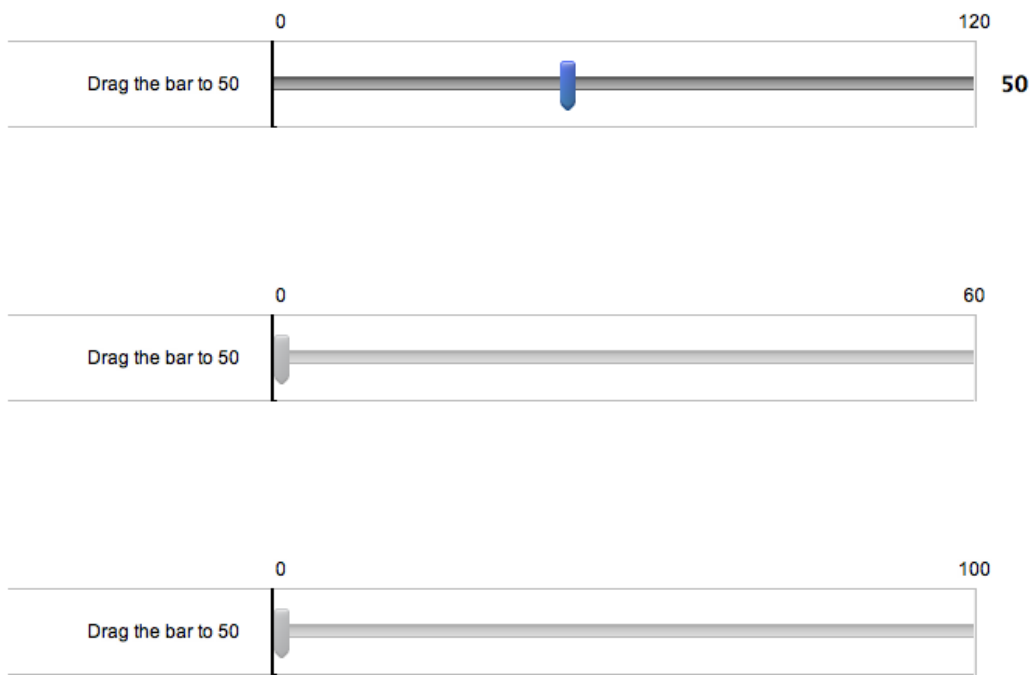 0 120
Drag the bar to 50 50
0 60
Drag the bar to 50
0 100
Drag the bar to 50